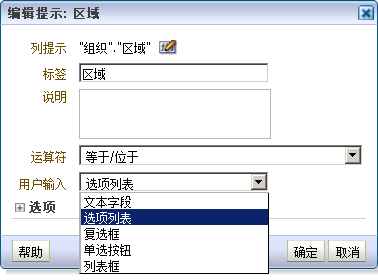 编辑提示: 区域
列提示 "组织"."区域"
标签 区域
说明
运算符 等于/位于
用户输入 选项列表
选项
文本字段
选项列表
复选框
单选按钮
列表框
帮助 确定 取消